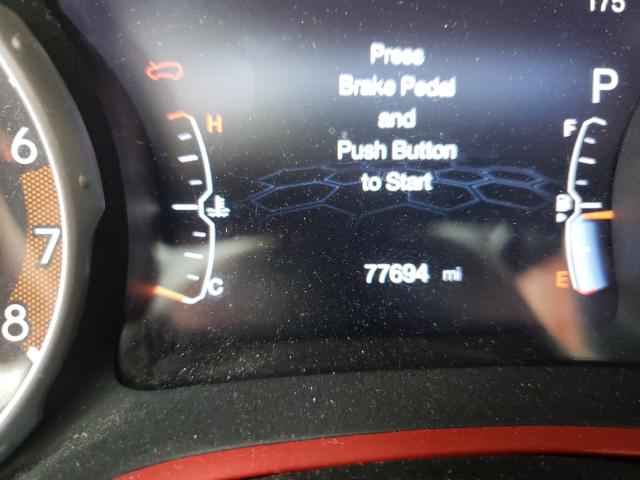 175
Press
Brake Pedal
and
Push Button
to Start
P
H
F
6
7
8
C
E
77694 mi